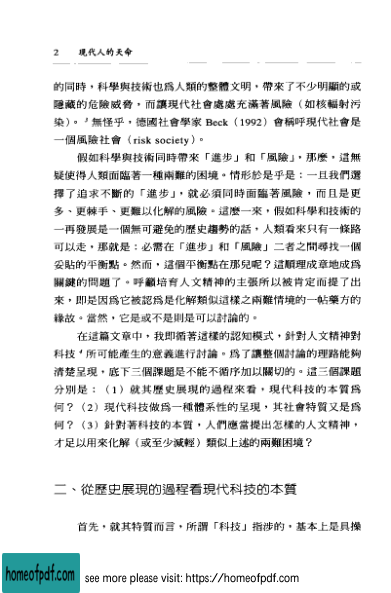 2 現代人的天命
的同時，科學與技術也為人類的整體文明，帶來了不少明顯的或
隱藏的危險威脅，而讓現代社會處處充滿著風險（如核輻射污
染）。³無怪乎，德國社會學家 Beck（1992）會稱呼現代社會是
一個風險社會（risk society）。
假如科學與技術同時帶來「進步」和「風險」，那麼，這無
疑使得人類面臨著一種兩難的困境。情形於是乎是：一旦我們選
擇了追求不斷的「進步」，就必須同時面臨著風險，而且是更
多、更棘手、更難以化解的風險。這麼一來，假如科學和技術的
一再發展是一個無可避免的歷史趨勢的話，人類看來只有一條路
可以走，那就是：必需在「進步」和「風險」二者之間尋找一個
妥貼的平衡點。然而，這個平衡點在那兒呢？這順理成章地成為
關鍵的問題了。呼籲培育人文精神的主張所以被肯定而提了出
來，即是因為它被認為是化解類似這樣之兩難情境的一帖藥方的
緣故。當然，它是或不是則是可以討論的。
在這篇文章中，我即循著這樣的認知模式，針對人文精神對
科技⁴所可能產生的意義進行討論。為了讓整個討論的理路能夠
清楚呈現，底下三個課題是不能不循序加以關切的。這三個課題
分別是：（1）就其歷史展現的過程來看，現代科技的本質為
何？（2）現代科技做為一種體系性的呈現，其社會特質又是為
何？（3）針對著科技的本質，人們應當提出怎樣的人文精神，
才足以用來化解（或至少減輕）類似上述的兩難困境？
二、從歷史展現的過程看現代科技的本質
首先，就其特質而言，所謂「科技」指涉的，基本上是具操
homeofpdf.com
see more please visit: https://homeofpdf.com